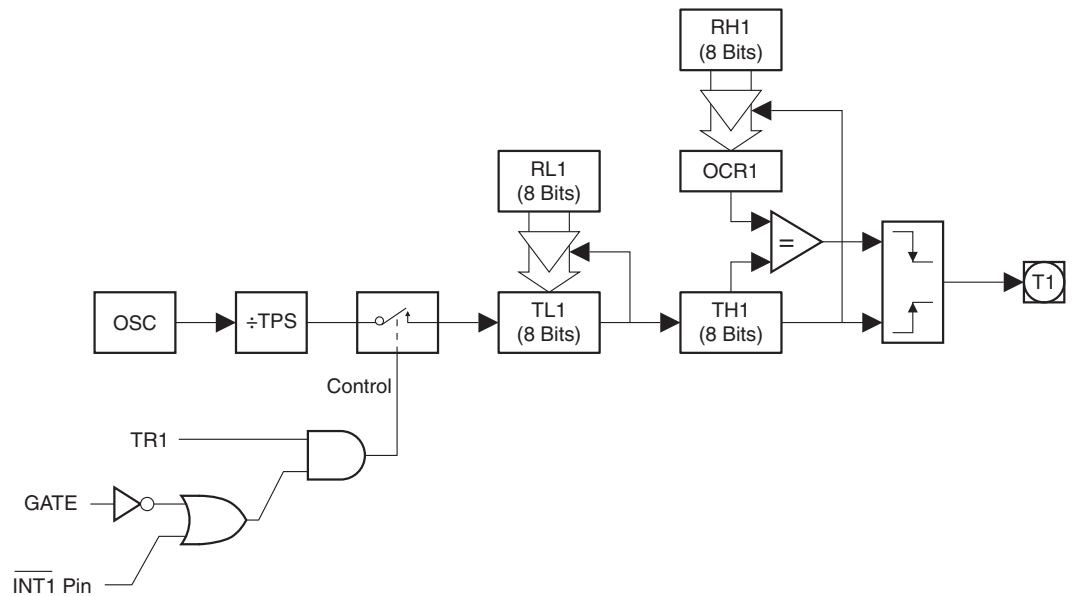 RH1
(8 Bits)
RL1
(8 Bits)
OCR1
=
OSC
÷TPS
TL1
(8 Bits)
TH1
(8 Bits)
T1
Control
TR1
GATE
I̅N̅T̅1̅ Pin